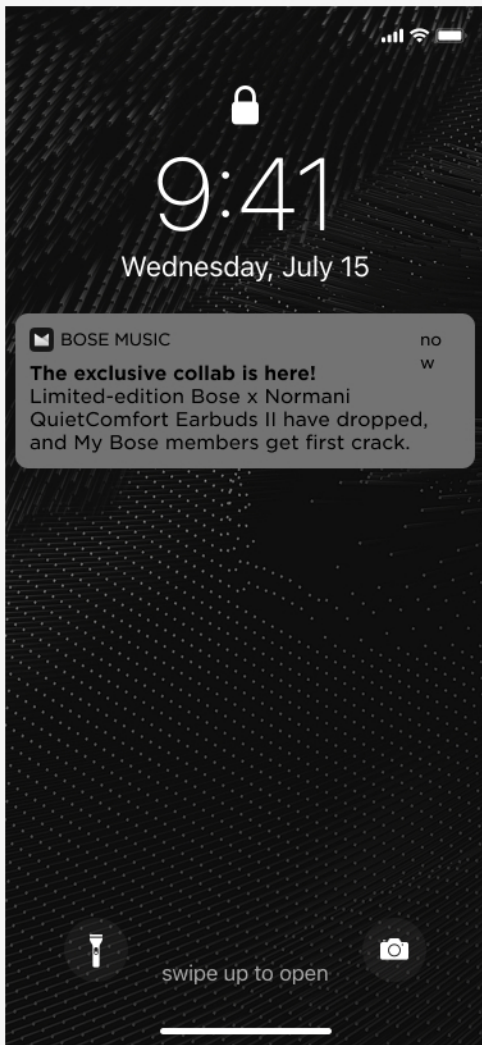 9:41
Wednesday, July 15
BOSE MUSIC
no
w
The exclusive collab is here!
Limited-edition Bose x Normani
QuietComfort Earbuds II have dropped,
and My Bose members get first crack.
swipe up to open